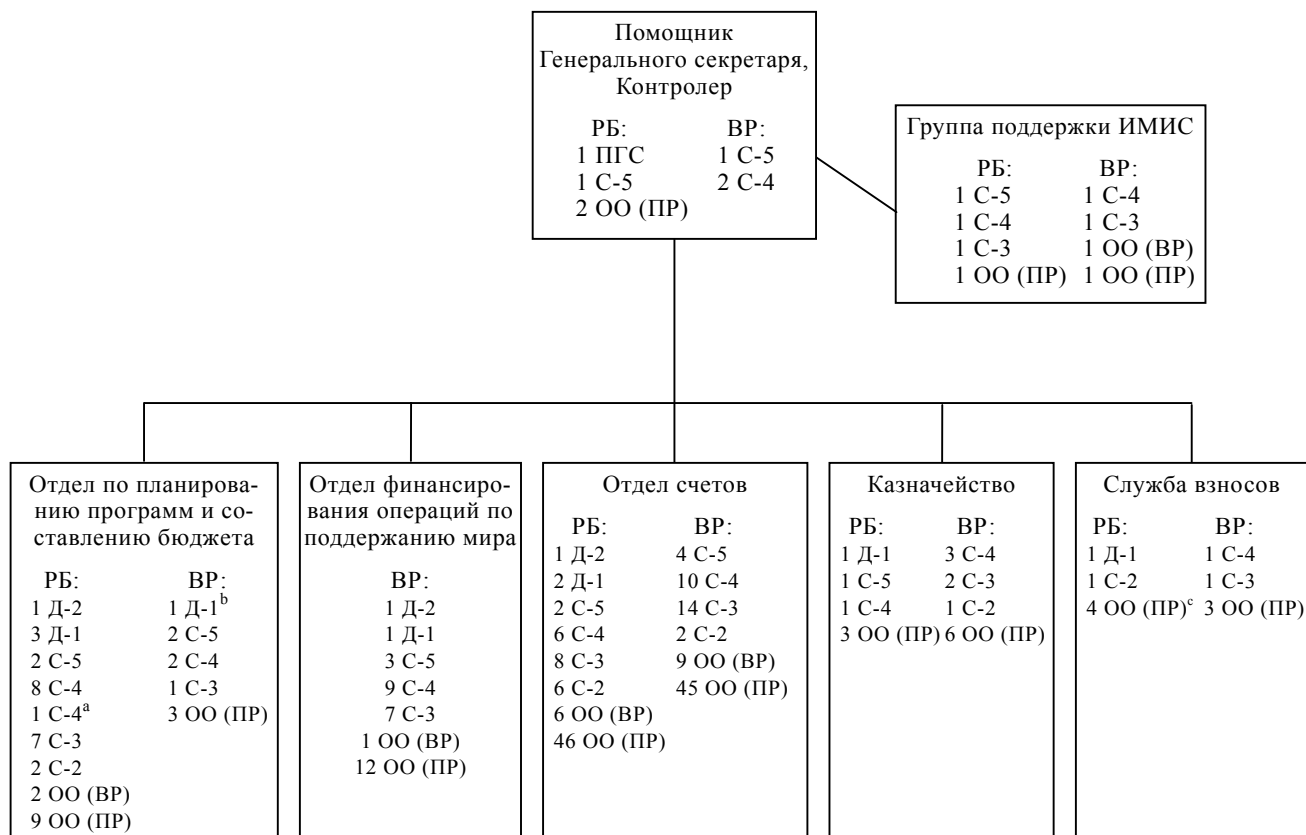 Помощник
Генерального секретаря,
Контролер
РБ: ВР:
1 ПГС 1 С-5
1 С-5 2 С-4
2 ОО (ПР)
Группа поддержки ИМИС
РБ: ВР:
1 С-5 1 С-4
1 С-4 1 С-3
1 С-3 1 ОО (ВР)
1 ОО (ПР) 1 ОО (ПР)
Отдел по планирова-
нию программ и со-
ставлению бюджета
РБ: ВР:
1 Д-2 1 Д-1b
3 Д-1 2 С-5
2 С-5 2 С-4
8 С-4 1 С-3
1 С-4a 3 ОО (ПР)
7 С-3
2 С-2
2 ОО (ВР)
9 ОО (ПР)
Отдел финансиро-
вания операций по
поддержанию мира
ВР:
1 Д-2
1 Д-1
3 С-5
9 С-4
7 С-3
1 ОО (ВР)
12 ОО (ПР)
Отдел счетов
РБ: ВР:
1 Д-2 4 С-5
2 Д-1 10 С-4
2 С-5 14 С-3
6 С-4 2 С-2
8 С-3 9 ОО (ВР)
6 С-2 45 ОО (ПР)
6 ОО (ВР)
46 ОО (ПР)
Казначейство
РБ: ВР:
1 Д-1 3 С-4
1 С-5 2 С-3
1 С-4 1 С-2
3 ОО (ПР) 6 ОО (ПР)
Служба взносов
РБ: ВР:
1 Д-1 1 С-4
1 С-2 1 С-3
4 ОО (ПР)c 3 ОО (ПР)